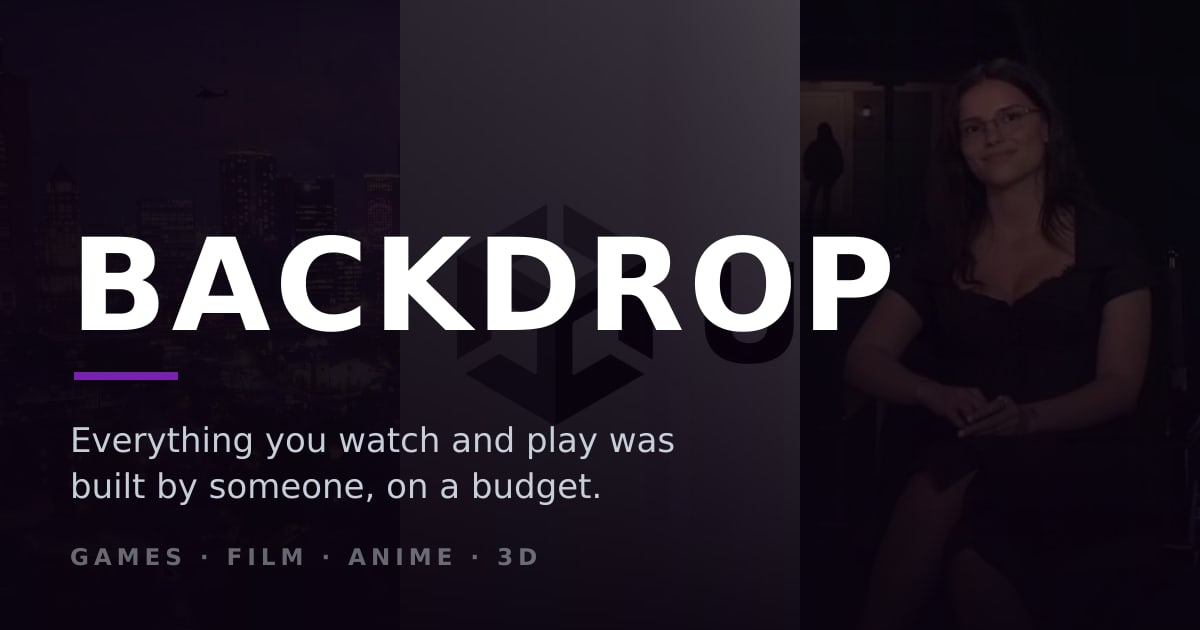 BACKDROP
Everything you watch and play was
built by someone, on a budget.
GAMES · FILM · ANIME · 3D